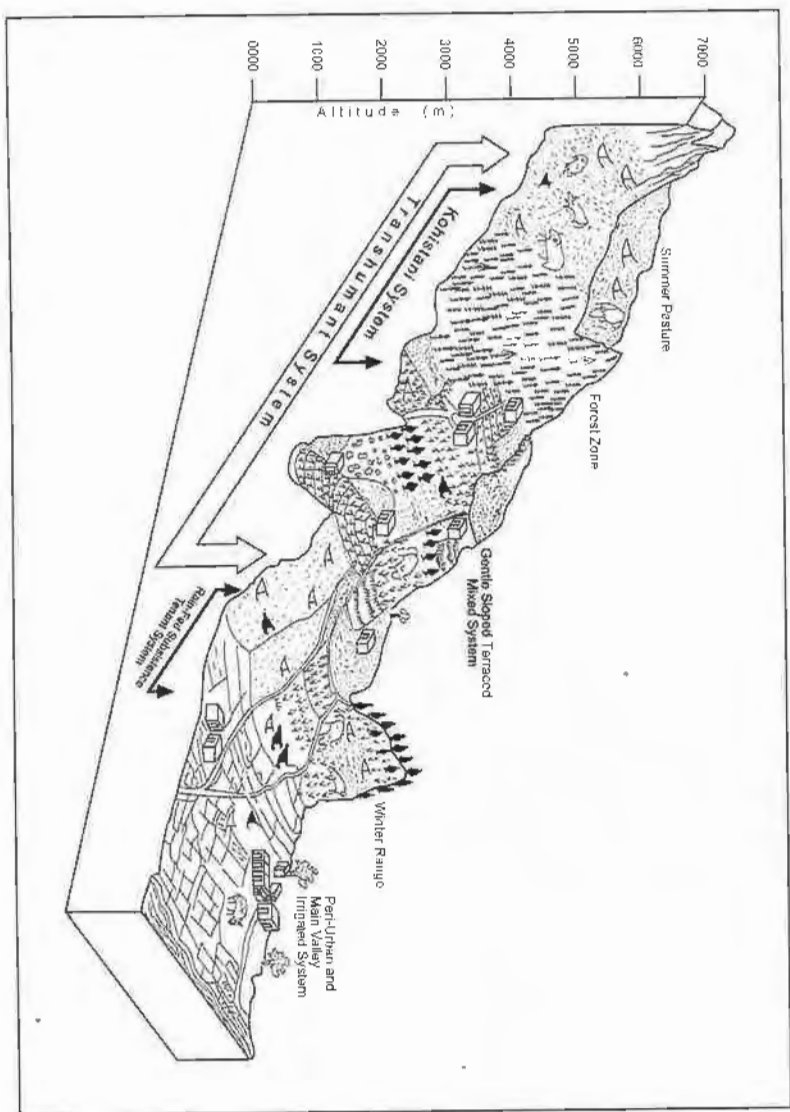 7000
6000
5000
4000
3000
2000
1000
0000
Altitude (m)
Summer Pasture
Forest Zone
Gentle Sloped Terraced
Mixed System
Winter Range
Peri-Urban and
Main Valley
Irrigated System
Kohistani System
Transhumant System
Rain-Fed Subsistence
Tenant System